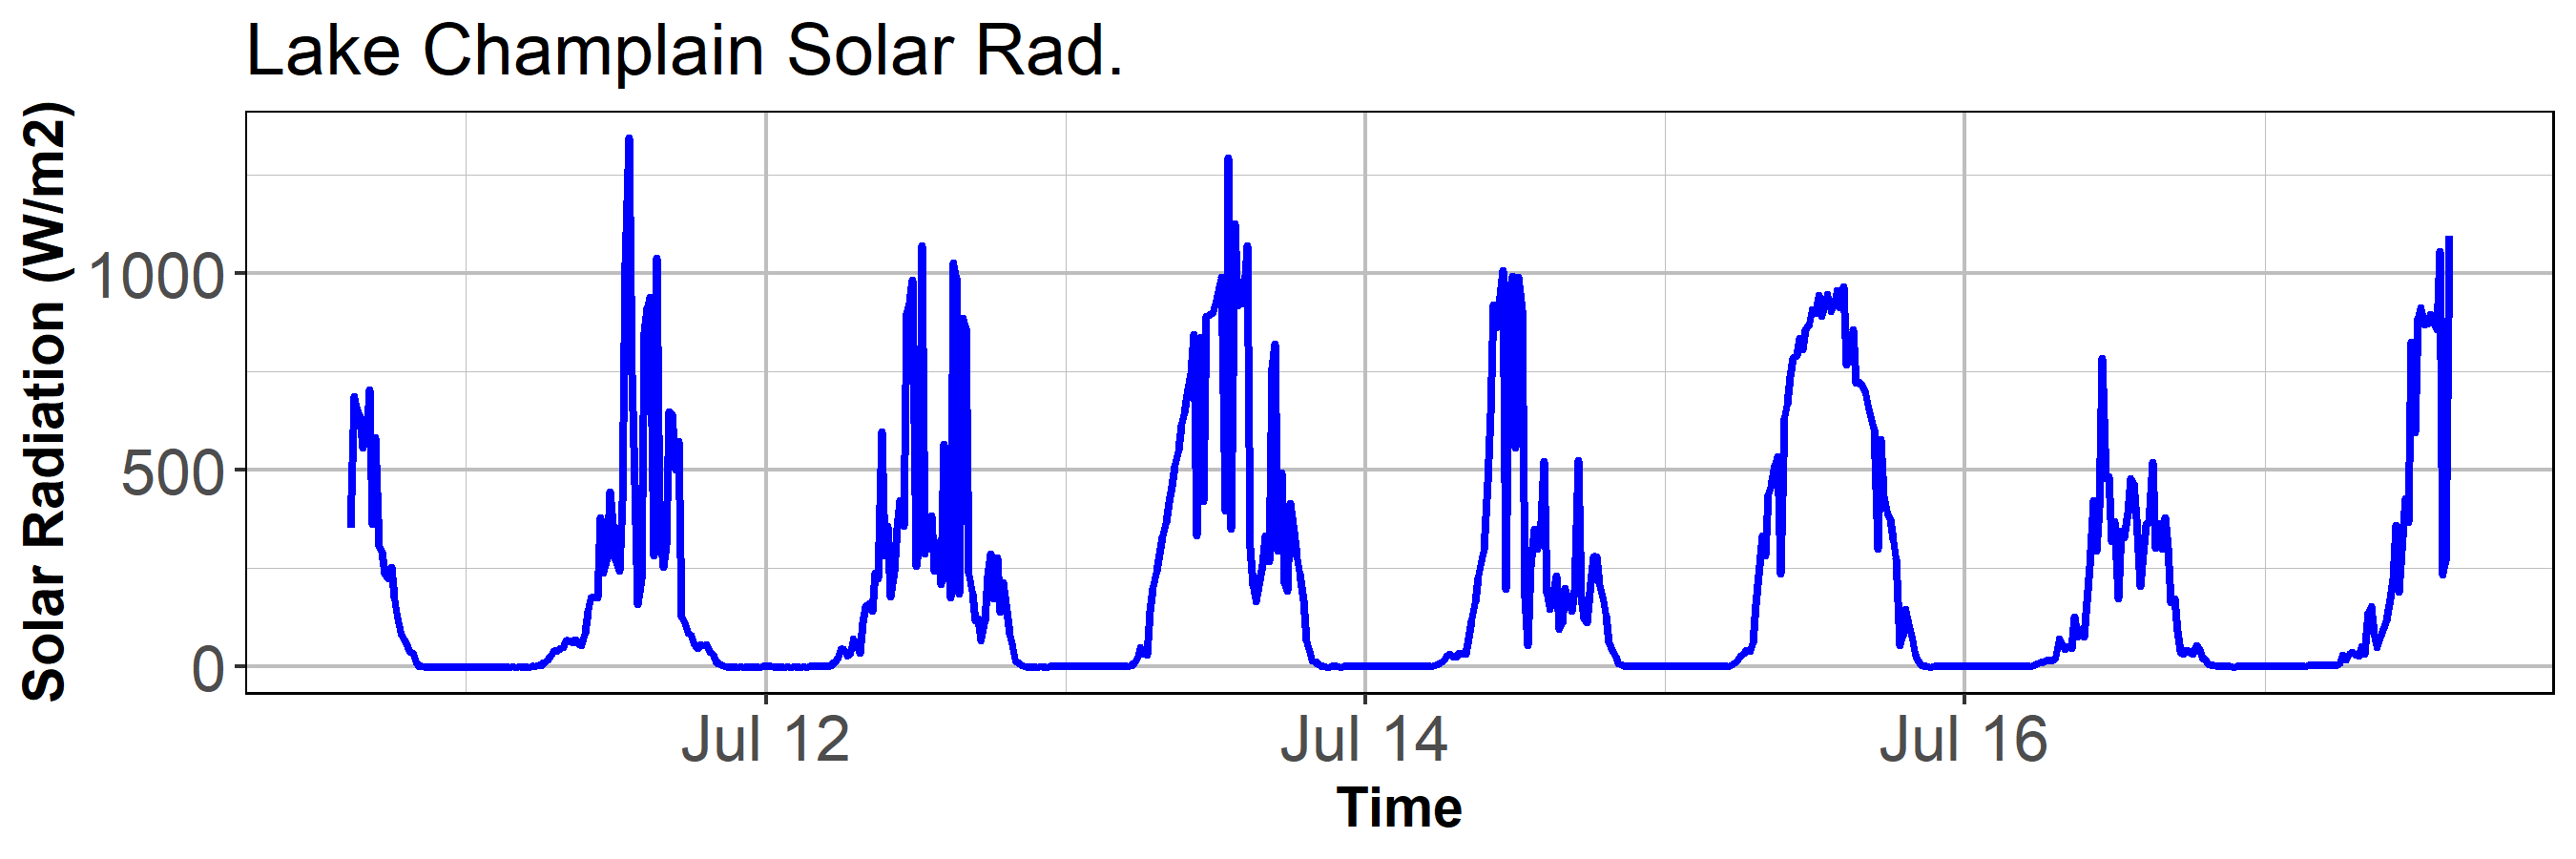 Lake Champlain Solar Rad.
Solar Radiation (W/m2)
1000
500
0
Jul 12
Jul 14
Jul 16
Time